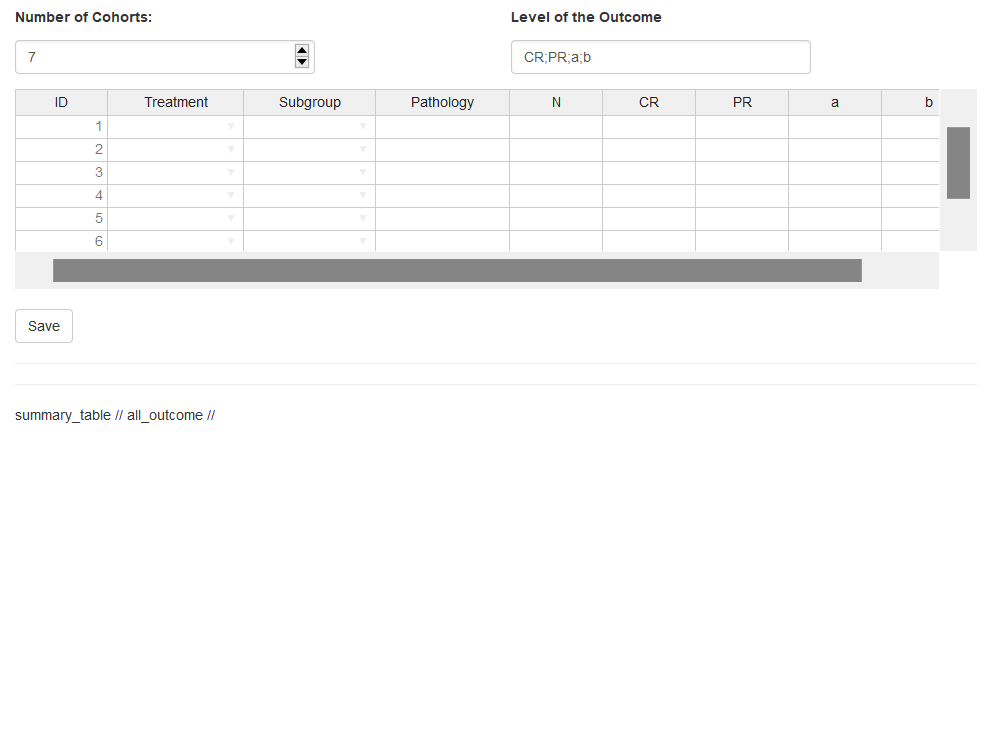 Number of Cohorts: Level of the Outcome
7 CR;PR;a;b
ID Treatment Subgroup Pathology N CR PR a b
1
2
3
4
5
6
Save
summary_table // all_outcome //